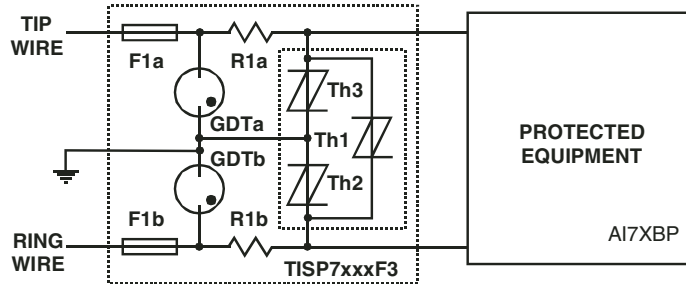 TIP
WIRE
F1a
R1a
GDTa
Th3
Th1
GDTb
Th2
F1b
R1b
RING
WIRE
TISP7xxxF3
PROTECTED
EQUIPMENT
AI7XBP